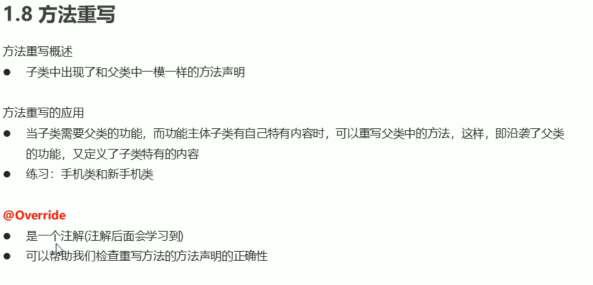 1.8 方法重写
方法重写概述
● 子类中出现了和父类中一模一样的方法声明
方法重写的应用
● 当子类需要父类的功能，而功能主体子类有自己特有内容时，可以重写父类中的方法，这样，即沿袭了父类
的功能，又定义了子类特有的内容
● 练习：手机类和新手机类
@Override
● 是一个注解(注解后面会学习到)
● 可以帮助我们检查重写方法的方法声明的正确性